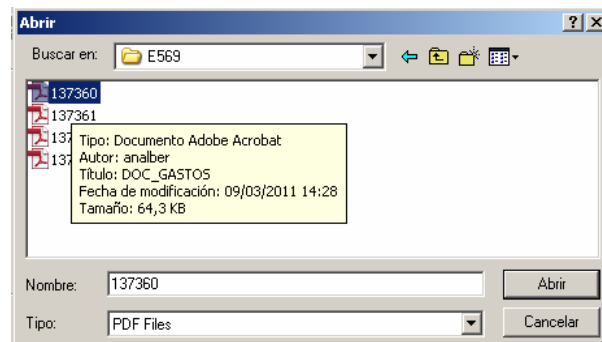 Abrir
Buscar en: E569
137360
137361
137
137
Tipo: Documento Adobe Acrobat
Autor: analber
Título: DOC_GASTOS
Fecha de modificación: 09/03/2011 14:28
Tamaño: 64,3 KB
Nombre: 137360 Abrir
Tipo: PDF Files Cancelar